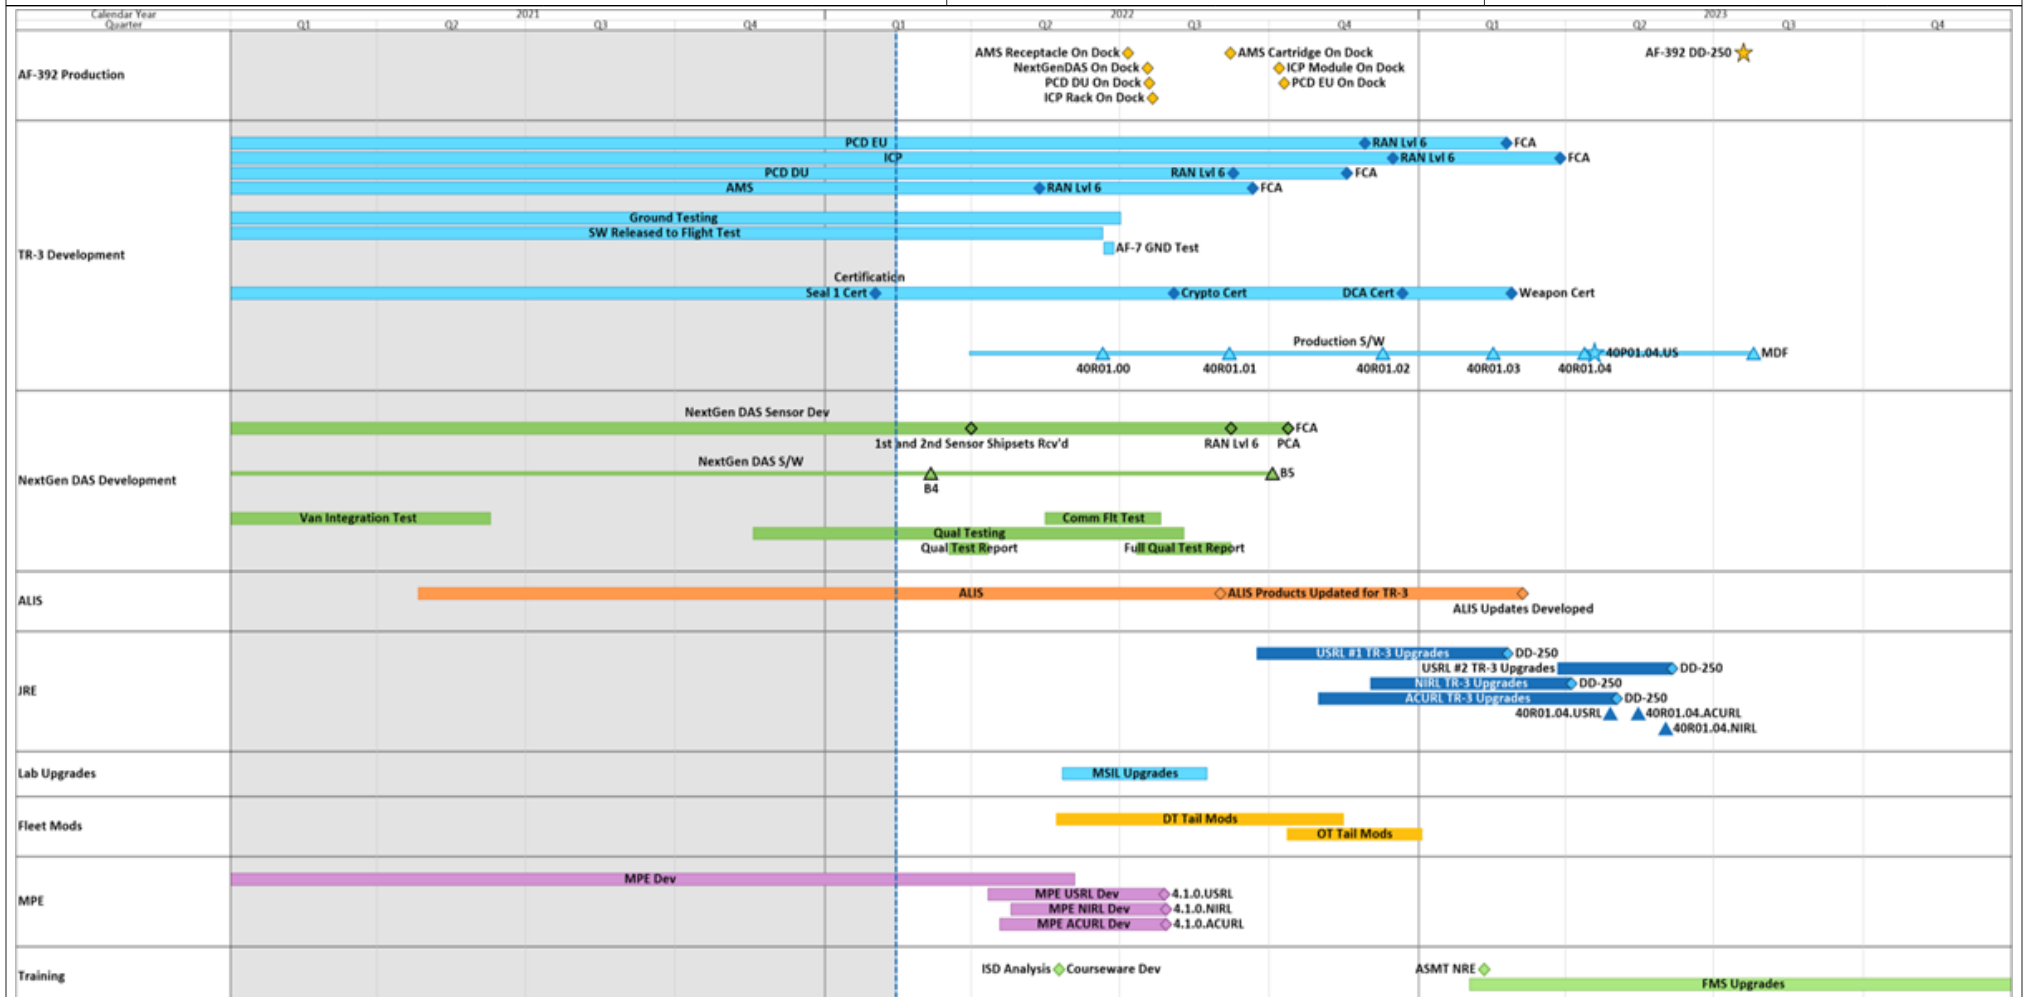 Calendar Year 2021 2022 2023
Quarter Q1 Q2 Q3 Q4 Q1 Q2 Q3 Q4 Q1 Q2 Q3 Q4
AF-392 Production
AMS Receptacle On Dock AMS Cartridge On Dock AF-392 DD-250
NextGenDAS On Dock ICP Module On Dock
PCD DU On Dock PCD EU On Dock
ICP Rack On Dock
TR-3 Development
PCD EU RAN Lvl 6 FCA
ICP RAN Lvl 6 FCA
PCD DU RAN Lvl 6 FCA
AMS RAN Lvl 6 FCA
Ground Testing
SW Released to Flight Test
AF-7 GND Test
Certification
Seal 1 Cert Crypto Cert DCA Cert Weapon Cert
Production S/W
40P01.04.US MDF
40R01.00 40R01.01 40R01.02 40R01.03 40R01.04
NextGen DAS Development
NextGen DAS Sensor Dev
FCA
1st and 2nd Sensor Shipsets Rcv'd RAN Lvl 6 PCA
NextGen DAS S/W
B5
B4
Van Integration Test Comm Flt Test
Qual Testing
Qual Test Report Full Qual Test Report
ALIS
ALIS ALIS Products Updated for TR-3
ALIS Updates Developed
JRE
USRL #1 TR-3 Upgrades DD-250
USRL #2 TR-3 Upgrades DD-250
NIRL TR-3 Upgrades DD-250
ACURL TR-3 Upgrades DD-250
40R01.04.USRL 40R01.04.ACURL
40R01.04.NIRL
Lab Upgrades
MSIL Upgrades
Fleet Mods
DT Tail Mods
OT Tail Mods
MPE
MPE Dev
MPE USRL Dev 4.1.0.USRL
MPE NIRL Dev 4.1.0.NIRL
MPE ACURL Dev 4.1.0.ACURL
Training
ISD Analysis Courseware Dev ASMT NRE
FMS Upgrades